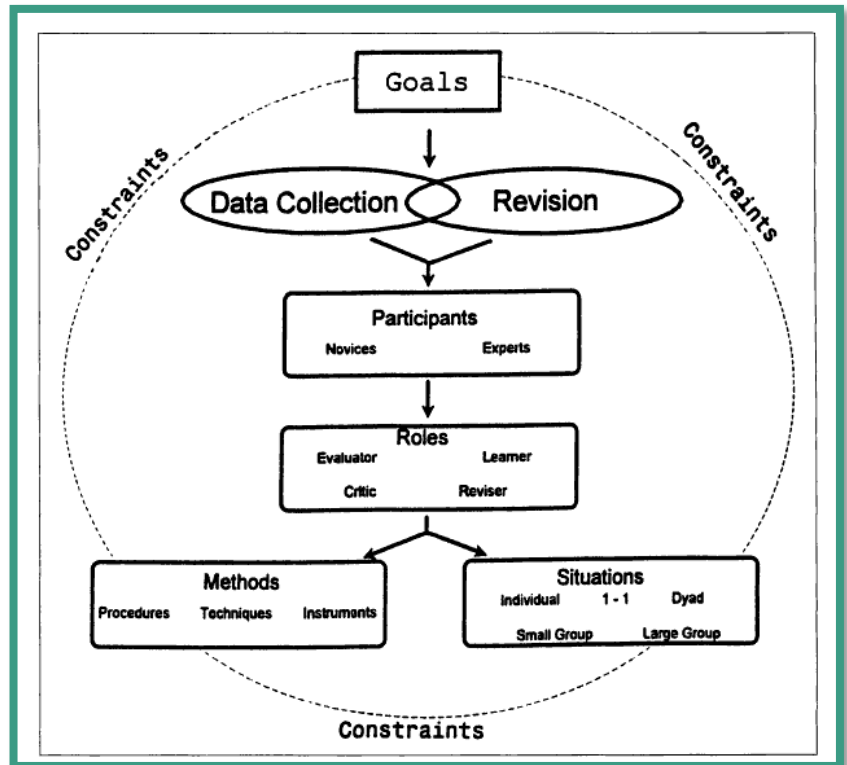 Goals
Constraints
Constraints
Data Collection Revision
Participants
Novices Experts
Roles
Evaluator Learner
Critic Reviser
Methods
Procedures Techniques Instruments
Situations
Individual 1 - 1 Dyad
Small Group Large Group
Constraints